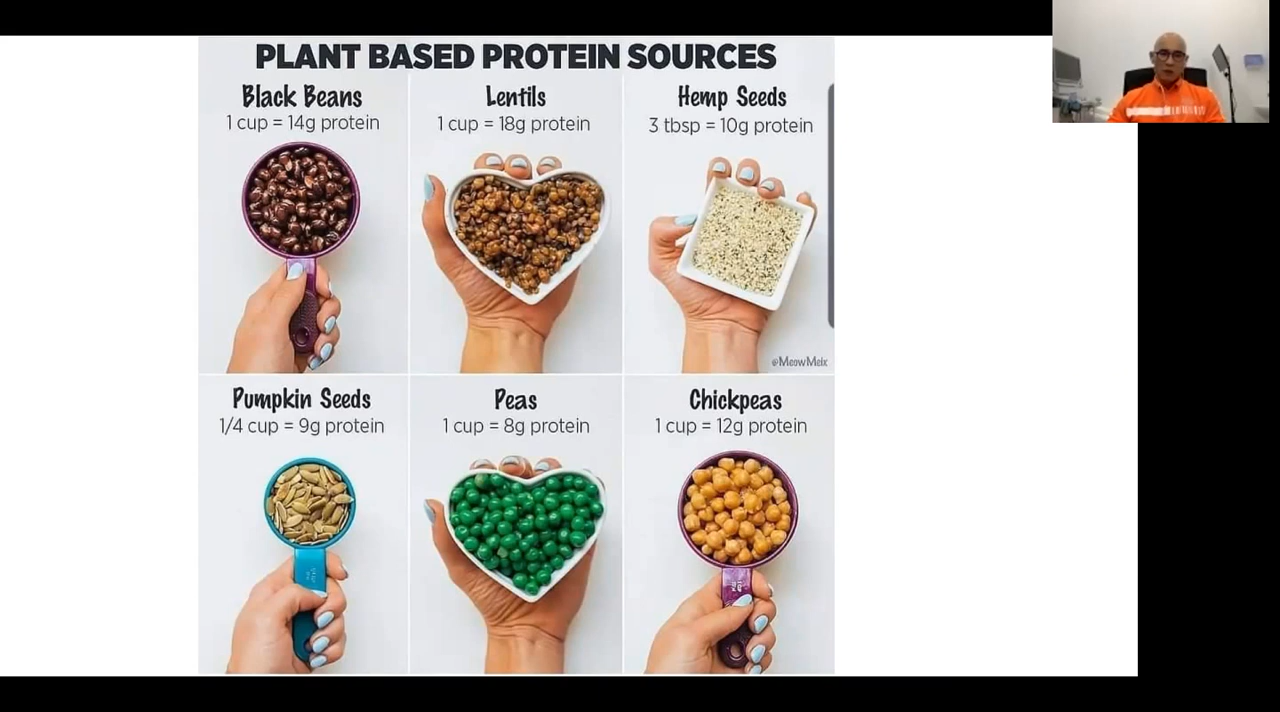 PLANT BASED PROTEIN SOURCES
Black Beans
1 cup = 14g protein
Lentils
1 cup = 18g protein
Hemp Seeds
3 tbsp = 10g protein
@MeowMeix
Pumpkin Seeds
1/4 cup = 9g protein
Peas
1 cup = 8g protein
Chickpeas
1 cup = 12g protein